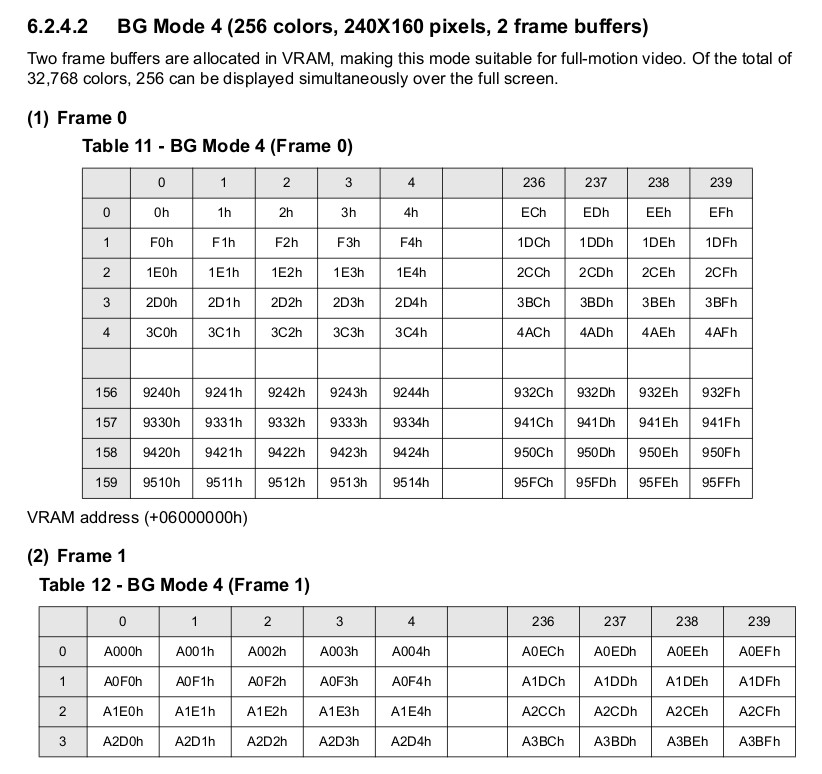 6.2.4.2 BG Mode 4 (256 colors, 240X160 pixels, 2 frame buffers)
Two frame buffers are allocated in VRAM, making this mode suitable for full-motion video. Of the total of
32,768 colors, 256 can be displayed simultaneously over the full screen.
(1) Frame 0
Table 11 - BG Mode 4 (Frame 0)
0 1 2 3 4 236 237 238 239
0 0h 1h 2h 3h 4h ECh EDh EEh EFh
1 F0h F1h F2h F3h F4h 1DCh 1DDh 1DEh 1DFh
2 1E0h 1E1h 1E2h 1E3h 1E4h 2CCh 2CDh 2CEh 2CFh
3 2D0h 2D1h 2D2h 2D3h 2D4h 3BCh 3BDh 3BEh 3BFh
4 3C0h 3C1h 3C2h 3C3h 3C4h 4ACh 4ADh 4AEh 4AFh
156 9240h 9241h 9242h 9243h 9244h 932Ch 932Dh 932Eh 932Fh
157 9330h 9331h 9332h 9333h 9334h 941Ch 941Dh 941Eh 941Fh
158 9420h 9421h 9422h 9423h 9424h 950Ch 950Dh 950Eh 950Fh
159 9510h 9511h 9512h 9513h 9514h 95FCh 95FDh 95FEh 95FFh
VRAM address (+06000000h)
(2) Frame 1
Table 12 - BG Mode 4 (Frame 1)
0 1 2 3 4 236 237 238 239
0 A000h A001h A002h A003h A004h A0ECh A0EDh A0EEh A0EFh
1 A0F0h A0F1h A0F2h A0F3h A0F4h A1DCh A1DDh A1DEh A1DFh
2 A1E0h A1E1h A1E2h A1E3h A1E4h A2CCh A2CDh A2CEh A2CFh
3 A2D0h A2D1h A2D2h A2D3h A2D4h A3BCh A3BDh A3BEh A3BFh